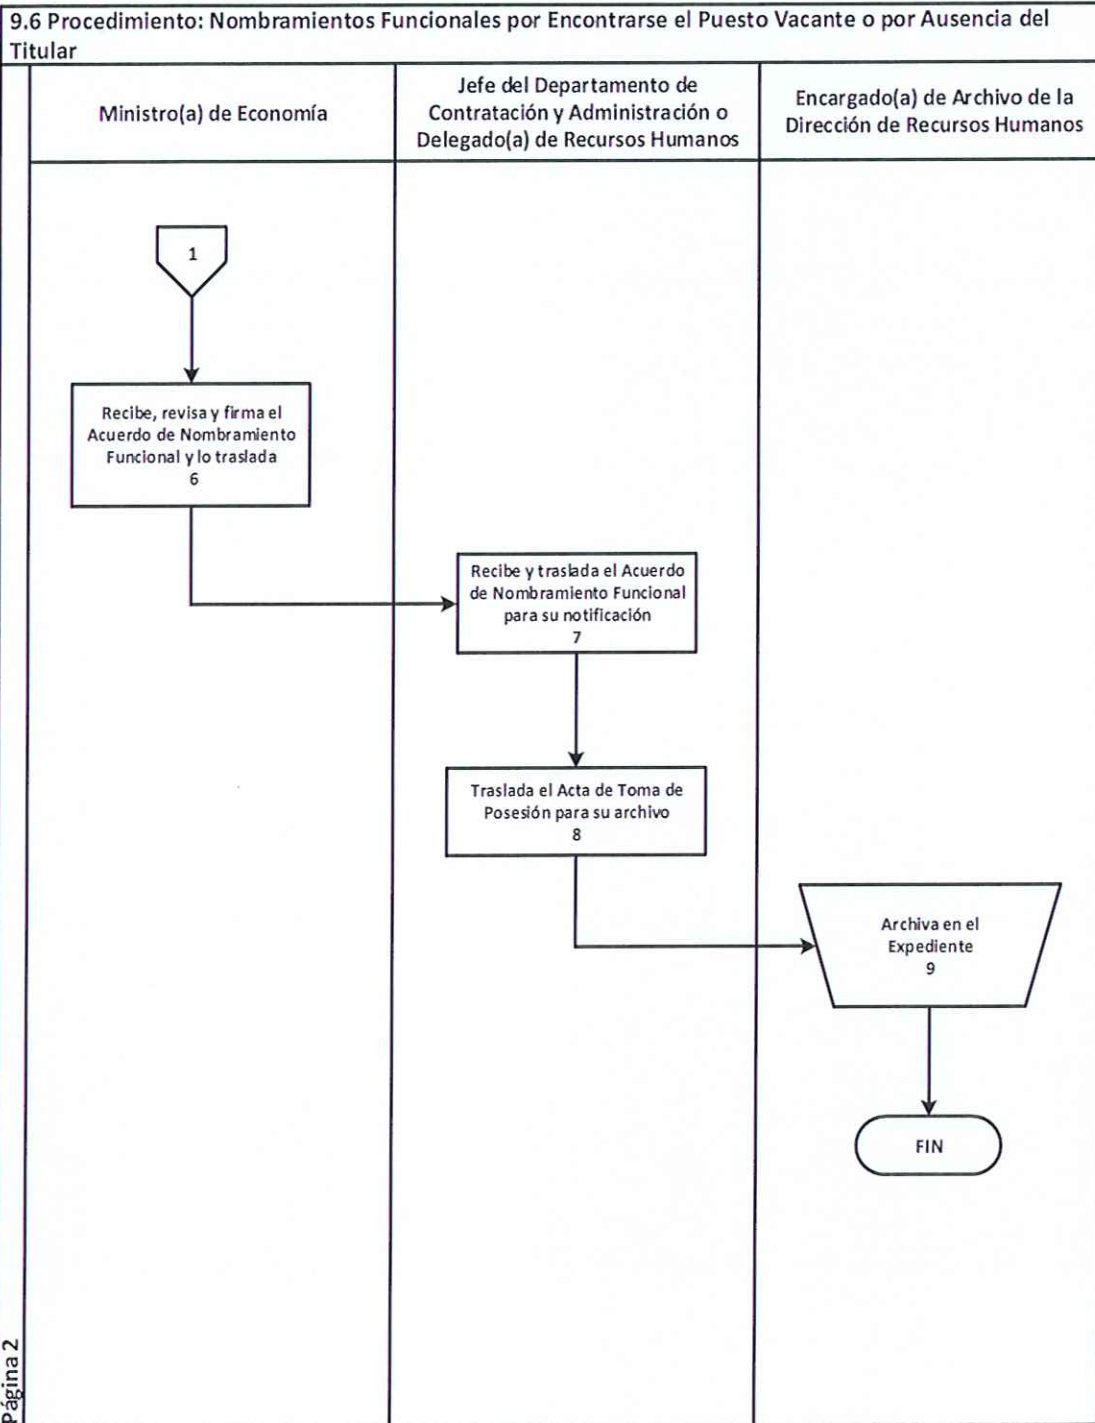 9.6 Procedimiento: Nombramientos Funcionales por Encontrarse el Puesto Vacante o por Ausencia del
Titular
Ministro(a) de Economía
Jefe del Departamento de
Contratación y Administración o
Delegado(a) de Recursos Humanos
Encargado(a) de Archivo de la
Dirección de Recursos Humanos
1
Recibe, revisa y firma el
Acuerdo de Nombramiento
Funcional y lo traslada
6
Recibe y traslada el Acuerdo
de Nombramiento Funcional
para su notificación
7
Traslada el Acta de Toma de
Posesión para su archivo
8
Archiva en el
Expediente
9
FIN
Página 2